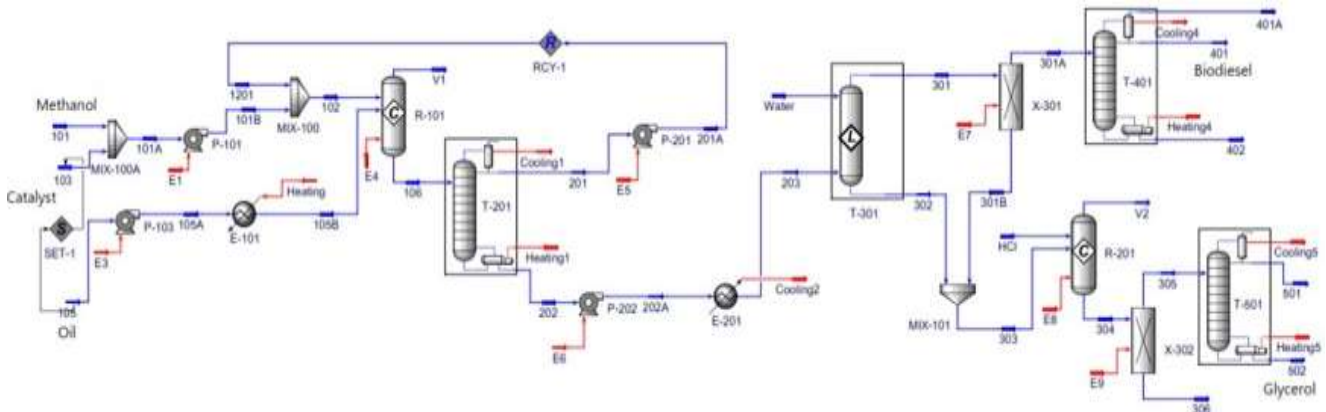 RCY-1
1201
Methanol
101
MIX-100A
101A
101B
P-101
E1
MIX-100
102
V1
R-101
E4
103
Catalyst
SET-1
105
Oil
P-103
E3
105A
Heating
E-101
105B
106
T-201
Cooling1
201
Heating1
202
P-201
201A
E5
P-202
202A
E6
E-201
Cooling2
203
Water
T-301
301
302
X-301
E7
301A
301B
MIX-101
303
T-401
Cooling4
401A
401
Biodiesel
Heating4
402
HCl
V2
R-201
E8
304
X-302
E9
305
306
Cooling5
501
Heating5
502
Glycerol